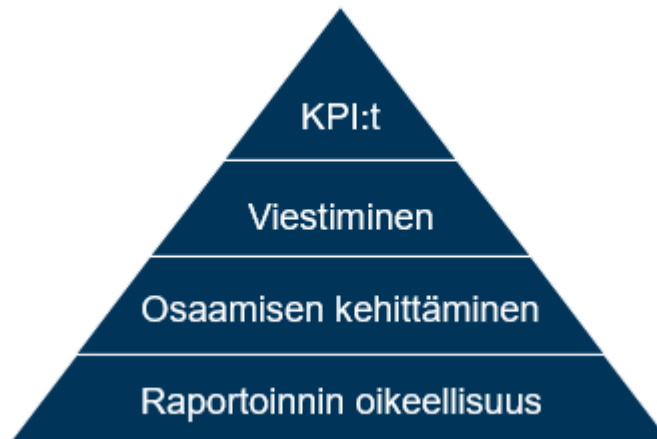 KPI:t
Viestiminen
Osaamisen kehittäminen
Raportoinnin oikeellisuus